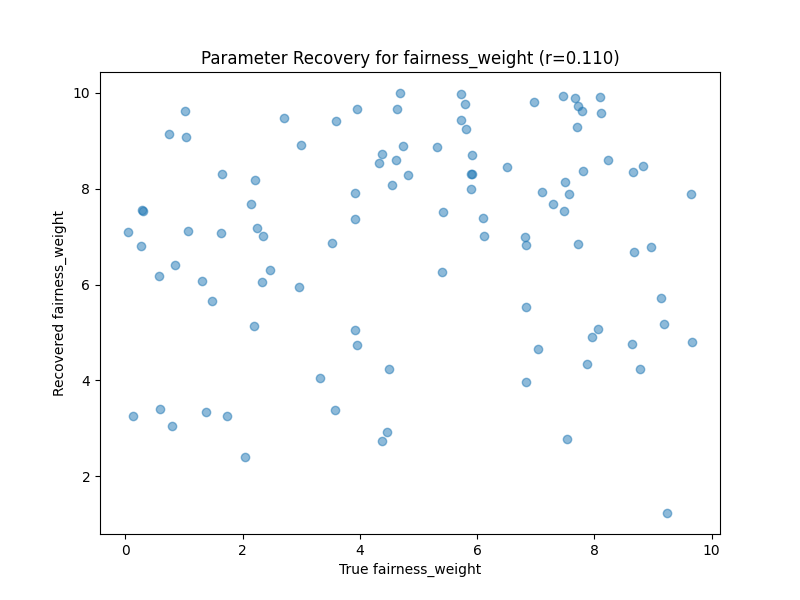 Parameter Recovery for fairness_weight (r=0.110)
10
8
6
4
2
Recovered fairness_weight
0 2 4 6 8 10
True fairness_weight